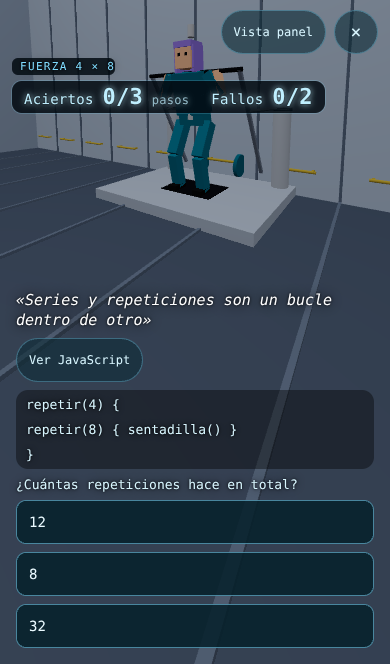 Vista panel
×
FUERZA 4 × 8
Aciertos 0/3 pasos Fallos 0/2
«Series y repeticiones son un bucle
dentro de otro»
Ver JavaScript
repetir(4) {
repetir(8) { sentadilla() }
}
¿Cuántas repeticiones hace en total?
12
8
32